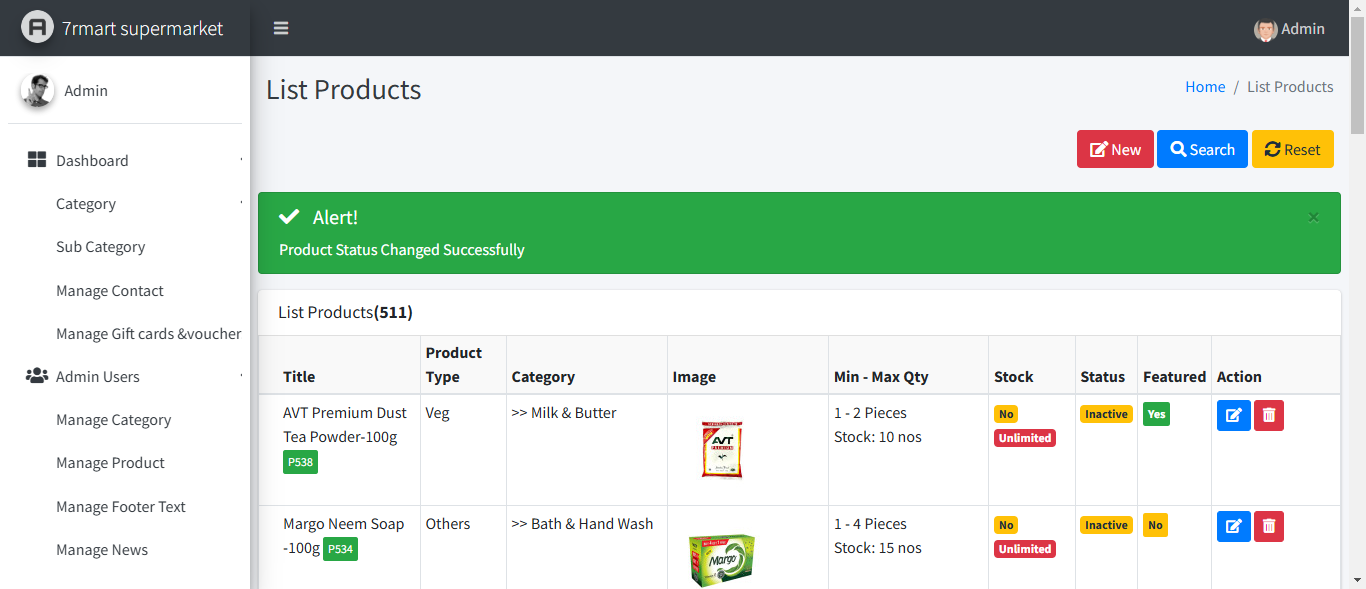 7rmart supermarket
Admin
Admin
List Products
Home / List Products
Dashboard
Category
Sub Category
Manage Contact
Manage Gift cards &voucher
Admin Users
Manage Category
Manage Product
Manage Footer Text
Manage News
New
Search
Reset
Alert!
×
Product Status Changed Successfully
List Products(511)
Title
Product
Type
Category
Image
Min - Max Qty
Stock
Status
Featured
Action
AVT Premium Dust
Tea Powder-100g
P538
Veg
>> Milk & Butter
AVT
PREMIUM
1 - 2 Pieces
Stock: 10 nos
No
Unlimited
Inactive
Yes
Margo Neem Soap
-100g P534
Others
>> Bath & Hand Wash
Margo
1 - 4 Pieces
Stock: 15 nos
No
Unlimited
Inactive
No